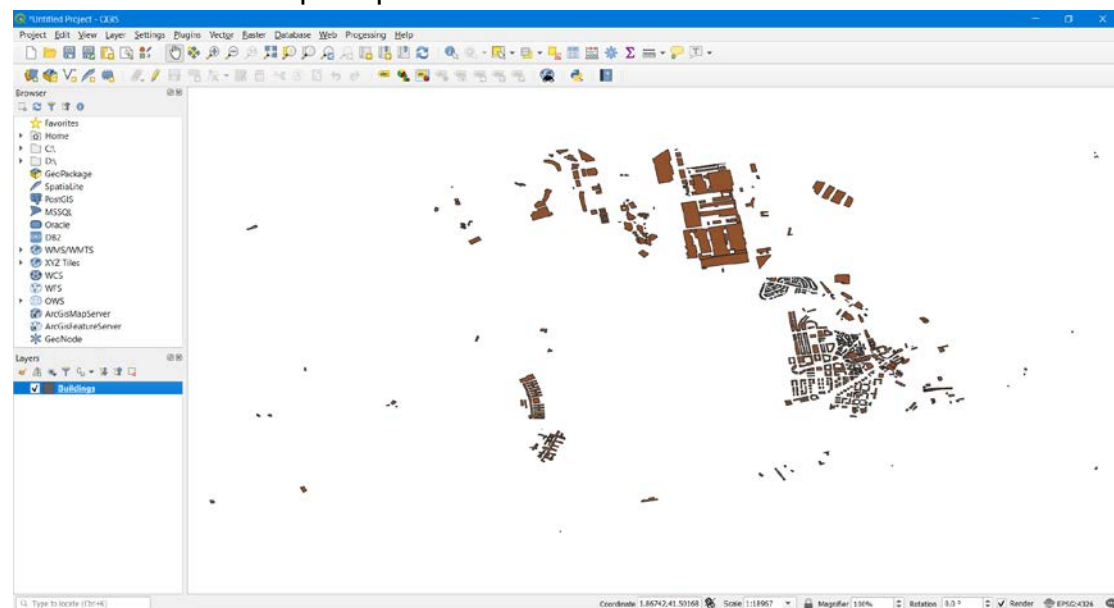 *Untitled Project - QGIS
Project Edit View Layer Settings Plugins Vector Raster Database Web Processing Help
Browser
Favorites
Home
C:\
D:\
GeoPackage
SpatiaLite
PostGIS
MSSQL
Oracle
DB2
WMS/WMTS
XYZ Tiles
WCS
WFS
OWS
ArcGisMapServer
ArcGisFeatureServer
GeoNode
Layers
Buildings
Type to locate (Ctrl+K)
Coordinate 1.86742,41.50168 Scale 1:18967 Magnifier 100% Rotation 0.0 ° Render EPSG:4326